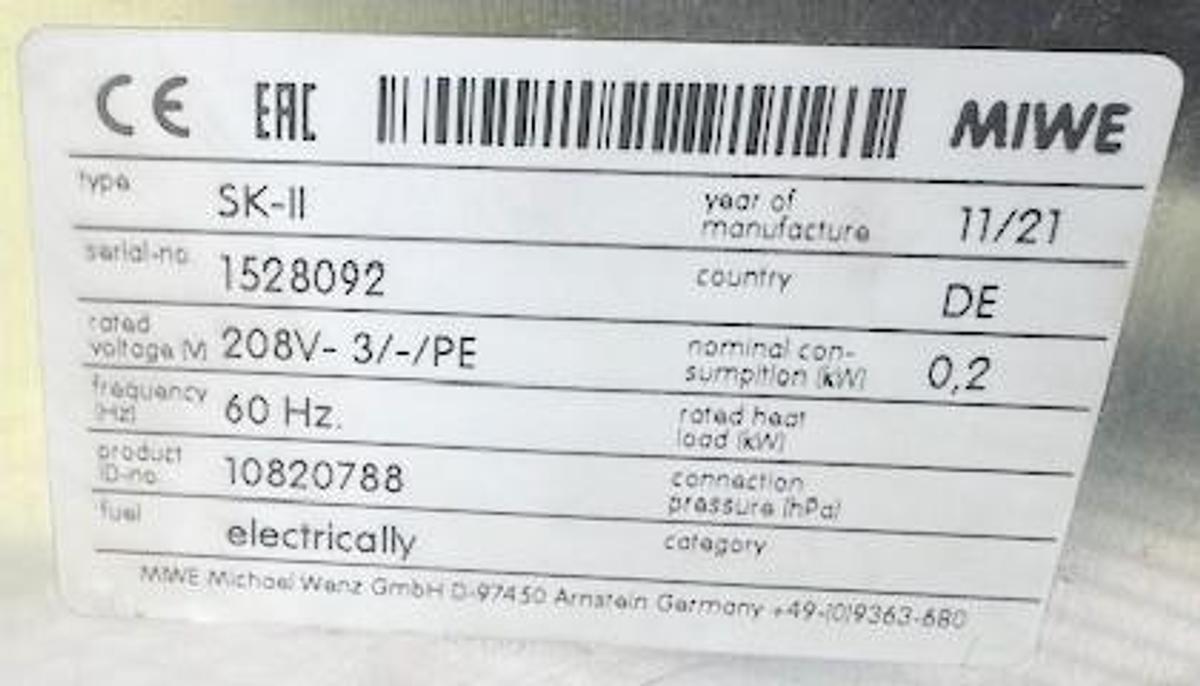 CE EAC MIWE
type SK-II year of manufacture 11/21
serial-no 1528092 country DE
rated voltage (V) 208V- 3/-/PE nominal con-sumpition (kW) 0,2
frequency (Hz) 60 Hz. rated heat load (kW)
product ID-no 10820788 connection pressure (hPa)
fuel electrically category
MIWE Michael Wenz GmbH D-97450 Arnstein Germany +49-(0)9363-680